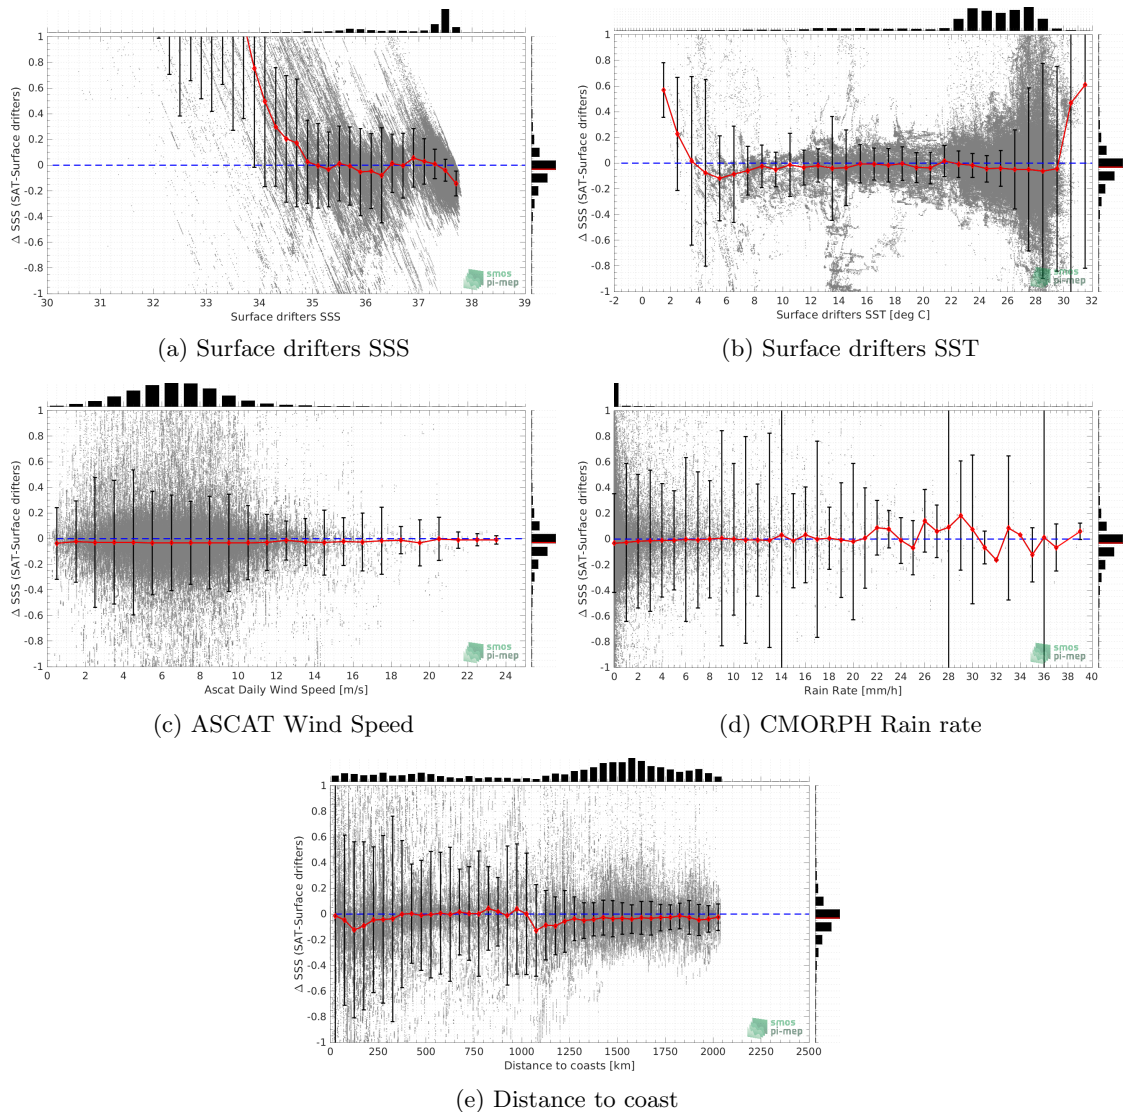 1
0.8
0.6
0.4
0.2
0
-0.2
-0.4
-0.6
-0.8
-1
Δ SSS (SAT-Surface drifters)
30 31 32 33 34 35 36 37 38 39
Surface drifters SSS
smos
pi-mep
(a) Surface drifters SSS
1
0.8
0.6
0.4
0.2
0
-0.2
-0.4
-0.6
-0.8
-1
Δ SSS (SAT-Surface drifters)
-2 0 2 4 6 8 10 12 14 16 18 20 22 24 26 28 30 32
Surface drifters SST [deg C]
smos
pi-mep
(b) Surface drifters SST
1
0.8
0.6
0.4
0.2
0
-0.2
-0.4
-0.6
-0.8
-1
Δ SSS (SAT-Surface drifters)
0 2 4 6 8 10 12 14 16 18 20 22 24
Ascat Daily Wind Speed [m/s]
smos
pi-mep
(c) ASCAT Wind Speed
1
0.8
0.6
0.4
0.2
0
-0.2
-0.4
-0.6
-0.8
-1
Δ SSS (SAT-Surface drifters)
0 2 4 6 8 10 12 14 16 18 20 22 24 26 28 30 32 34 36 38 40
Rain Rate [mm/h]
smos
pi-mep
(d) CMORPH Rain rate
1
0.8
0.6
0.4
0.2
0
-0.2
-0.4
-0.6
-0.8
-1
Δ SSS (SAT-Surface drifters)
0 250 500 750 1000 1250 1500 1750 2000 2250 2500
Distance to coasts [km]
smos
pi-mep
(e) Distance to coast